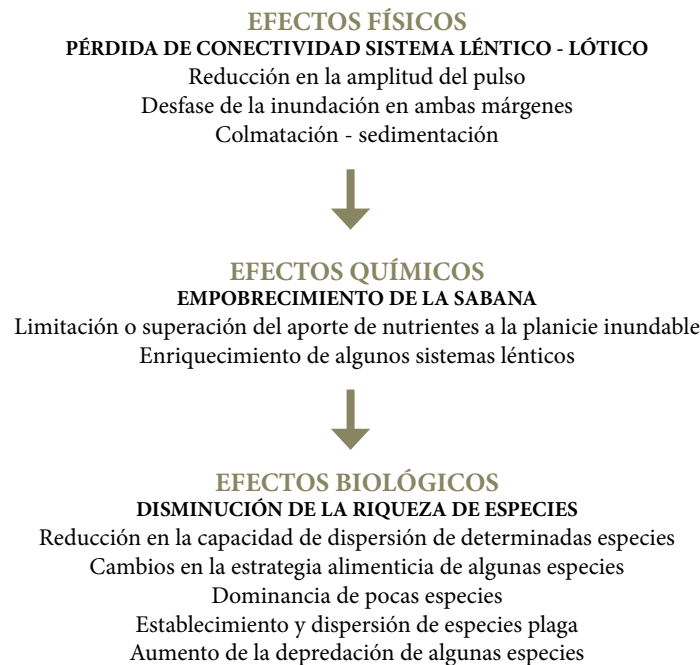 EFECTOS FÍSICOS
PÉRDIDA DE CONECTIVIDAD SISTEMA LÉNTICO - LÓTICO
Reducción en la amplitud del pulso
Desfase de la inundación en ambas márgenes
Colmatación - sedimentación
EFECTOS QUÍMICOS
EMPOBRECIMIENTO DE LA SABANA
Limitación o superación del aporte de nutrientes a la planicie inundable
Enriquecimiento de algunos sistemas lénticos
EFECTOS BIOLÓGICOS
DISMINUCIÓN DE LA RIQUEZA DE ESPECIES
Reducción en la capacidad de dispersión de determinadas especies
Cambios en la estrategia alimenticia de algunas especies
Dominancia de pocas especies
Establecimiento y dispersión de especies plaga
Aumento de la depredación de algunas especies